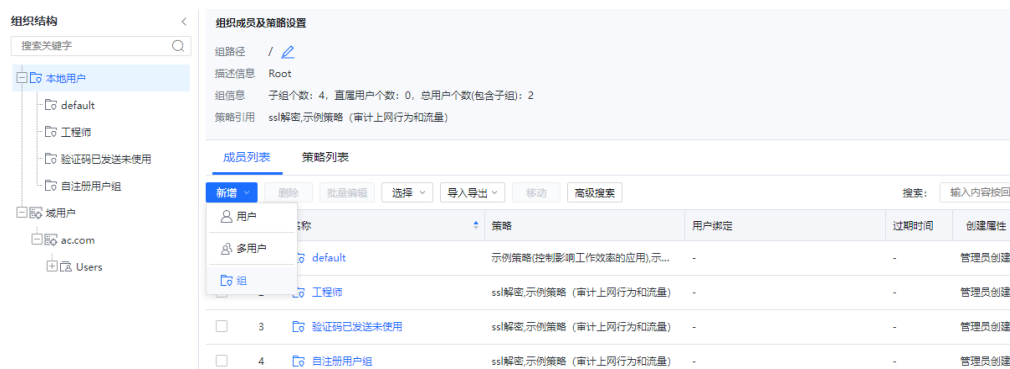 组织结构
搜索关键字
本地用户
default
工程师
验证码已发送未使用
自注册用户组
域用户
ac.com
Users
组织成员及策略设置
组路径 /
描述信息 Root
组信息 子组个数：4，直属用户个数：0，总用户个数(包含子组)：2
策略引用 ssl解密,示例策略（审计上网行为和流量）
成员列表 策略列表
新增 删除 批量编辑 选择 导入导出 移动 高级搜索 搜索： 输入内容按回
用户
多用户
组
称 策略 用户绑定 过期时间 创建属性
default 示例策略(控制影响工作效率的应用),示... - - 管理员创建
2 工程师 ssl解密,示例策略（审计上网行为和流量） - - 管理员创建
3 验证码已发送未使用 ssl解密,示例策略（审计上网行为和流量） - - 管理员创建
4 自注册用户组 ssl解密,示例策略（审计上网行为和流量） - - 管理员创建